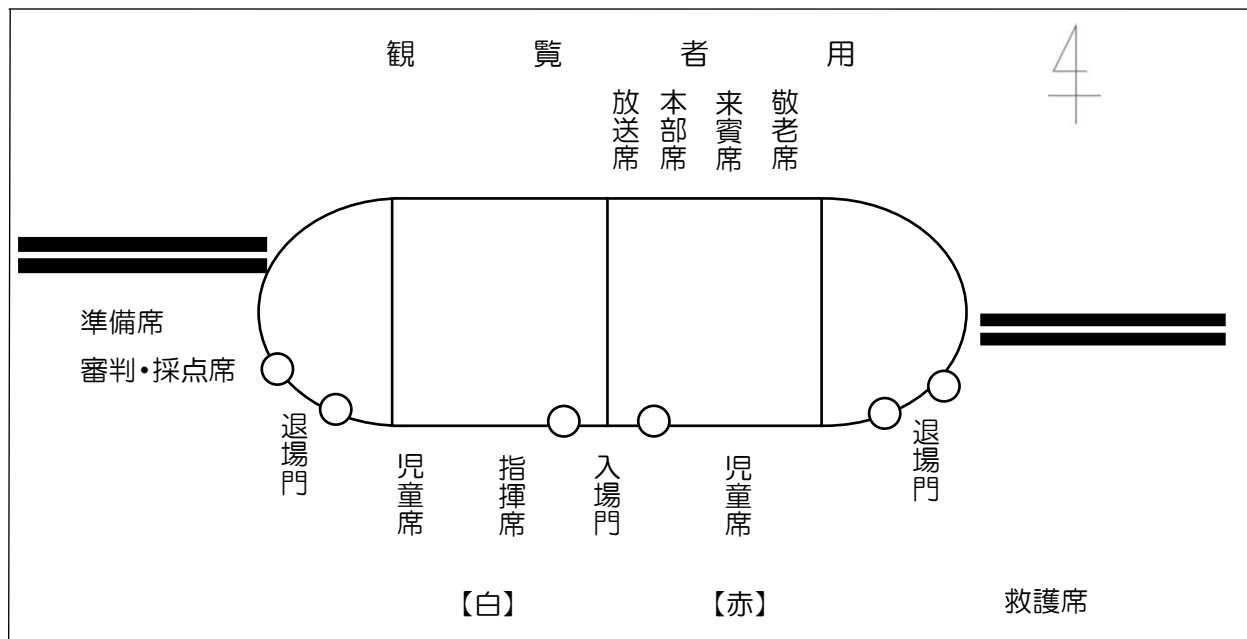 観覧者用
放送席
本部席
来賓席
敬老席
準備席
審判・採点席
退場門
児童席
指揮席
入場門
児童席
退場門
【白】
【赤】
救護席